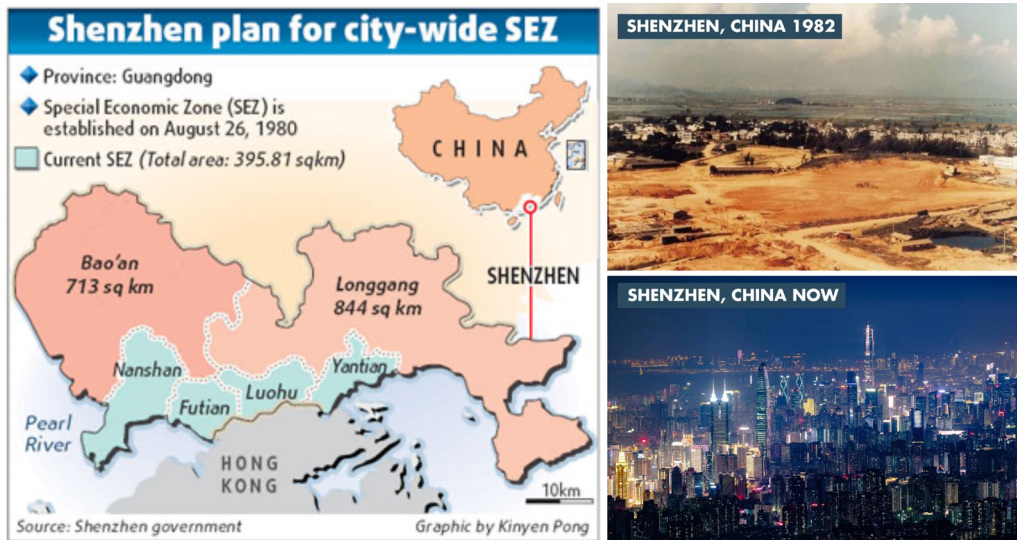 Shenzhen plan for city-wide SEZ
Province: Guangdong
Special Economic Zone (SEZ) is
established on August 26, 1980
Current SEZ (Total area: 395.81 sqkm)
CHINA
SHENZHEN
Bao'an
713 sq km
Longgang
844 sq km
Nanshan
Futian
Luohu
Yantian
Pearl
River
HONG
KONG
10km
Source: Shenzhen government
Graphic by Kinyen Pong
SHENZHEN, CHINA 1982
SHENZHEN, CHINA NOW